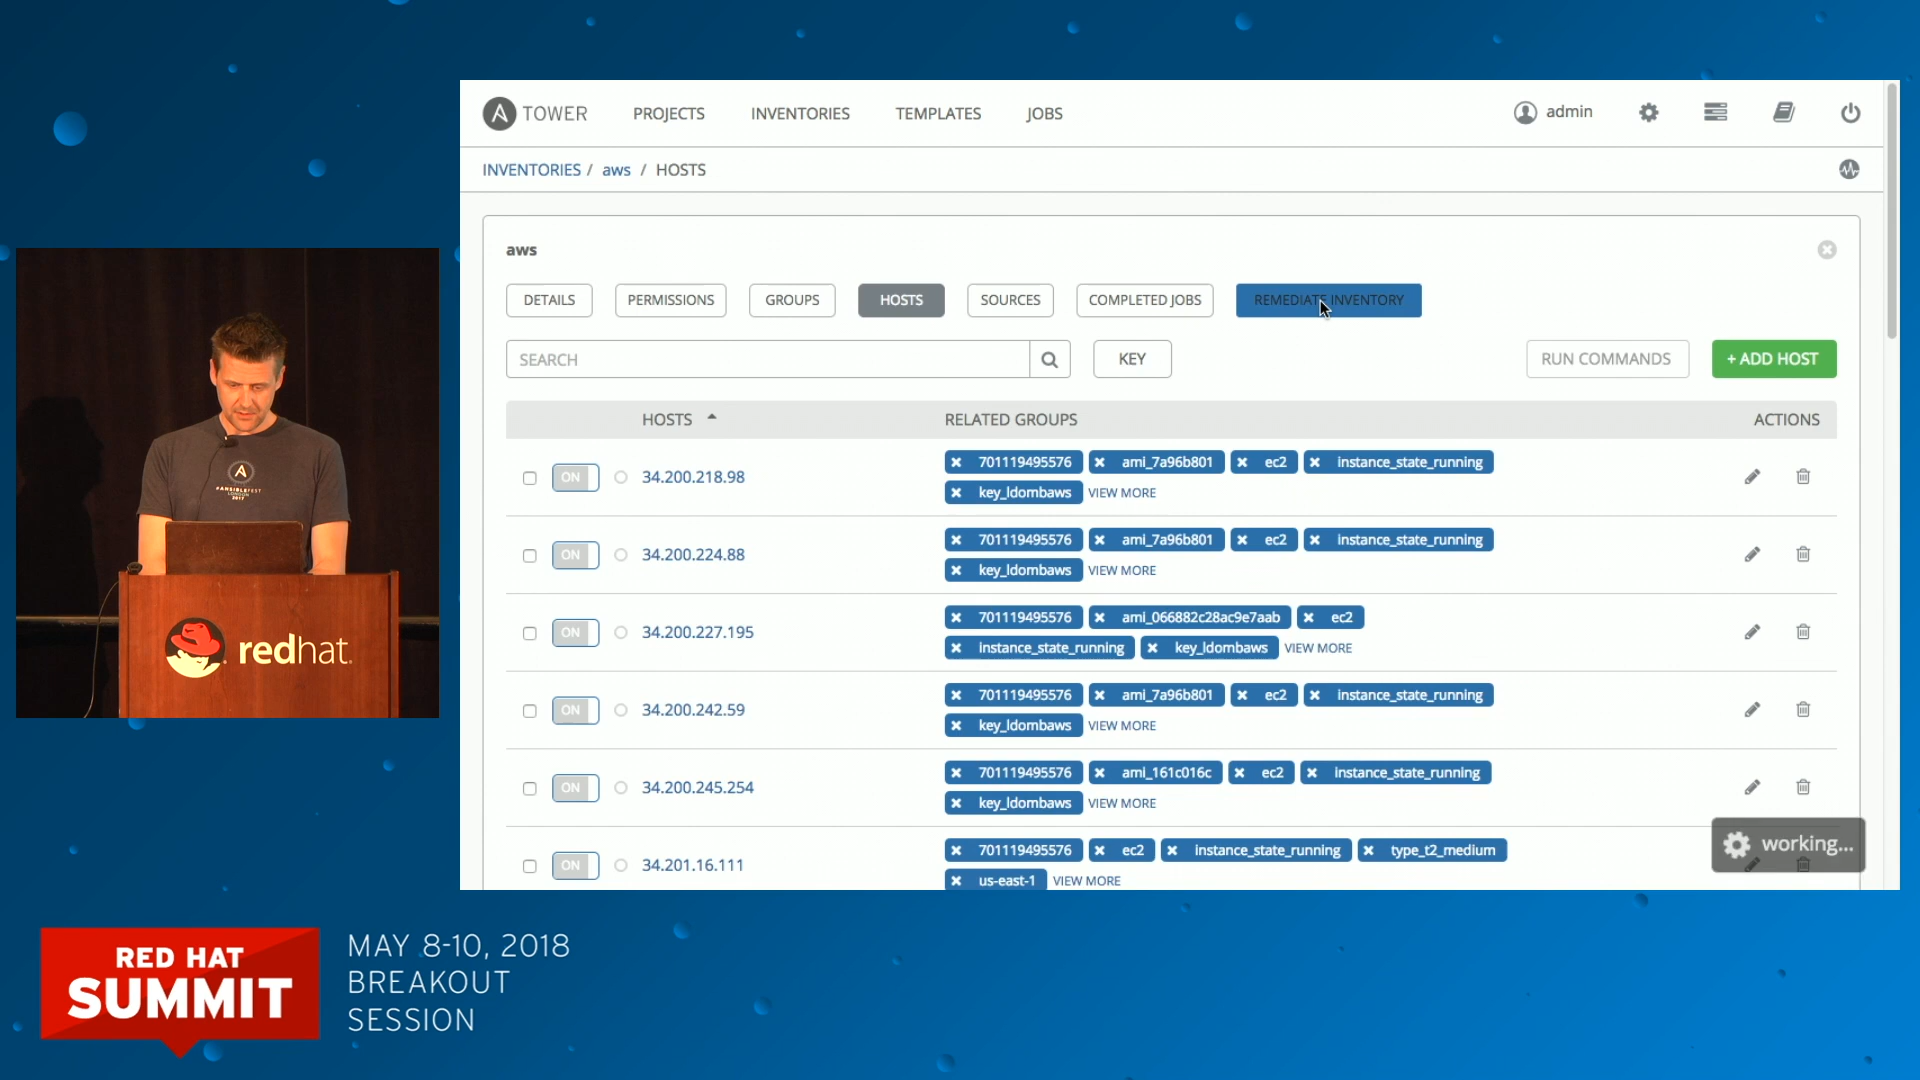 TOWER PROJECTS INVENTORIES TEMPLATES JOBS admin
INVENTORIES / aws / HOSTS
aws
DETAILS PERMISSIONS GROUPS HOSTS SOURCES COMPLETED JOBS REMEDIATE INVENTORY
SEARCH KEY RUN COMMANDS + ADD HOST
HOSTS RELATED GROUPS ACTIONS
ON 34.200.218.98 701119495576 ami_7a96b801 ec2 instance_state_running
key_ldombaws VIEW MORE
ON 34.200.224.88 701119495576 ami_7a96b801 ec2 instance_state_running
key_ldombaws VIEW MORE
ON 34.200.227.195 701119495576 ami_066882c28ac9e7aab ec2
instance_state_running key_ldombaws VIEW MORE
ON 34.200.242.59 701119495576 ami_7a96b801 ec2 instance_state_running
key_ldombaws VIEW MORE
ON 34.200.245.254 701119495576 ami_161c016c ec2 instance_state_running
key_ldombaws VIEW MORE
ON 34.201.16.111 701119495576 ec2 instance_state_running type_t2_medium
us-east-1 VIEW MORE
working...
#ANSIBLEFEST
LONDON
2017
redhat.
RED HAT
SUMMIT
MAY 8-10, 2018
BREAKOUT
SESSION